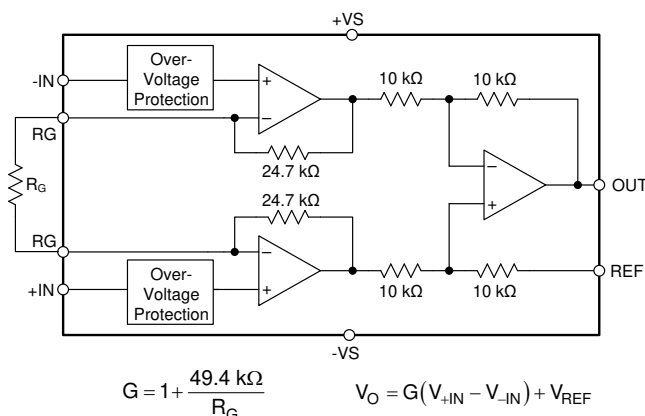 +VS
Over-
Voltage
Protection
-IN
10 kΩ
10 kΩ
RG
24.7 kΩ
R_G
OUT
24.7 kΩ
RG
Over-
Voltage
Protection
+IN
10 kΩ
10 kΩ
REF
-VS
G = 1 + 49.4 kΩ / R_G
V_O = G(V_+IN − V_−IN) + V_REF